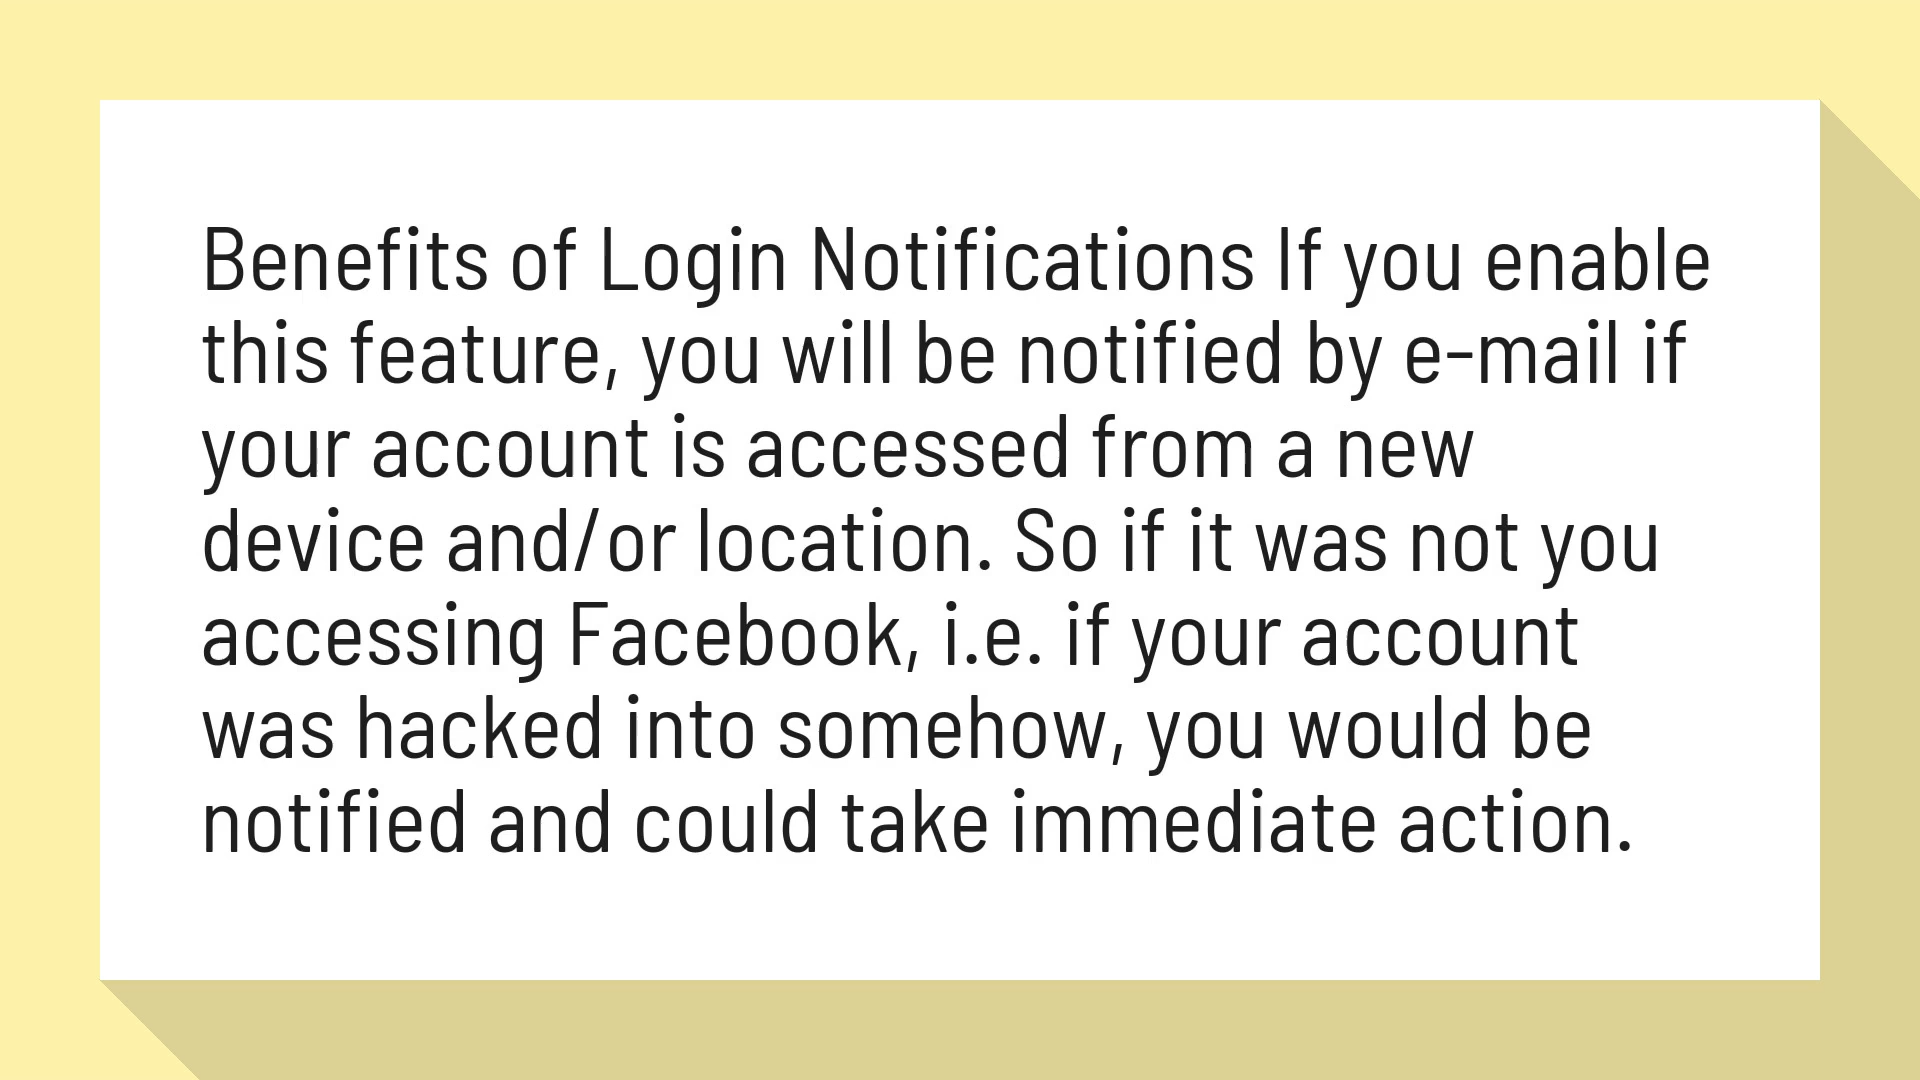 Benefits of Login Notifications If you enable
this feature, you will be notified by e-mail if
your account is accessed from a new
device and/or location. So if it was not you
accessing Facebook, i.e. if your account
was hacked into somehow, you would be
notified and could take immediate action.